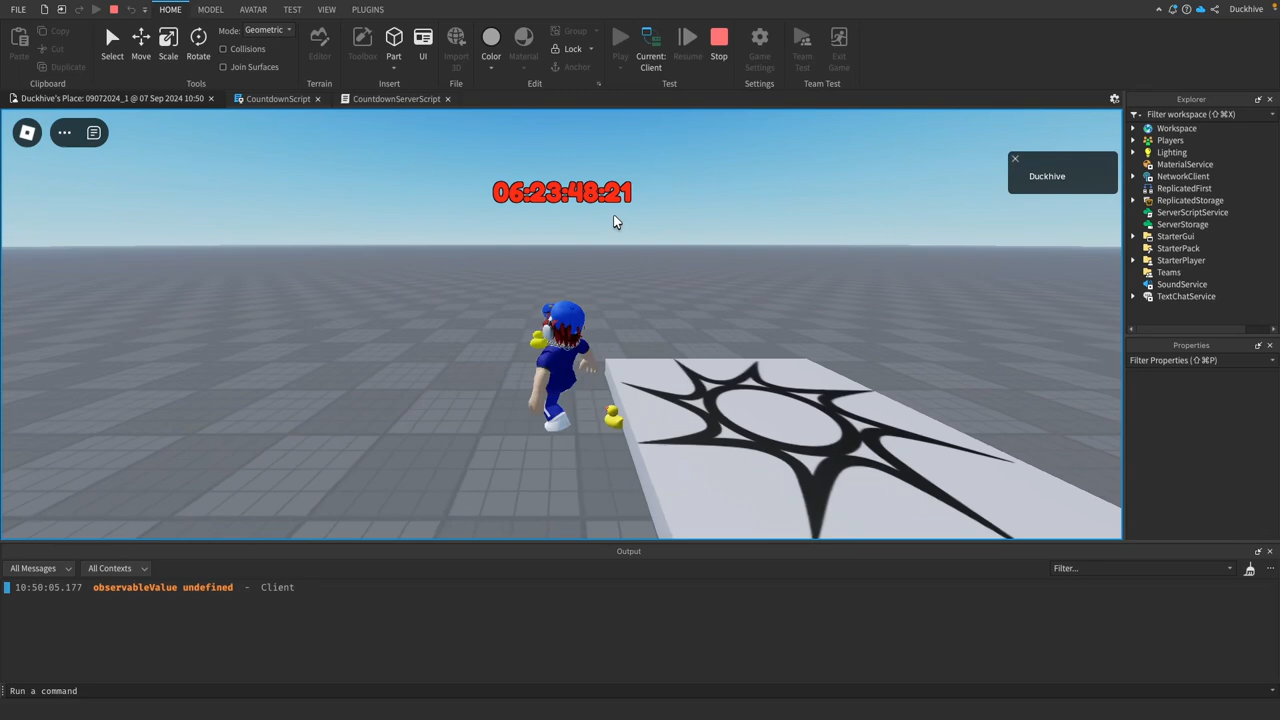 FILE HOME MODEL AVATAR TEST VIEW PLUGINS Duckhive
Paste Copy Cut Duplicate Select Move Scale Rotate Mode: Geometric Collisions Join Surfaces Editor Toolbox Part UI Import 3D Color Material Group Lock Anchor Play Current: Client Resume Stop Game Settings Team Test Exit Game
Clipboard Tools Terrain Insert File Edit Test Settings Team Test
Duckhive's Place: 09072024_1 @ 07 Sep 2024 10:50 CountdownScript CountdownServerScript
06:23:48:21
Duckhive
Explorer
Filter workspace (⇧⌘X)
Workspace
Players
Lighting
MaterialService
NetworkClient
ReplicatedFirst
ReplicatedStorage
ServerScriptService
ServerStorage
StarterGui
StarterPack
StarterPlayer
Teams
SoundService
TextChatService
Properties
Filter Properties (⇧⌘P)
Output
All Messages All Contexts Filter...
10:50:05.177 observableValue undefined - Client
Run a command